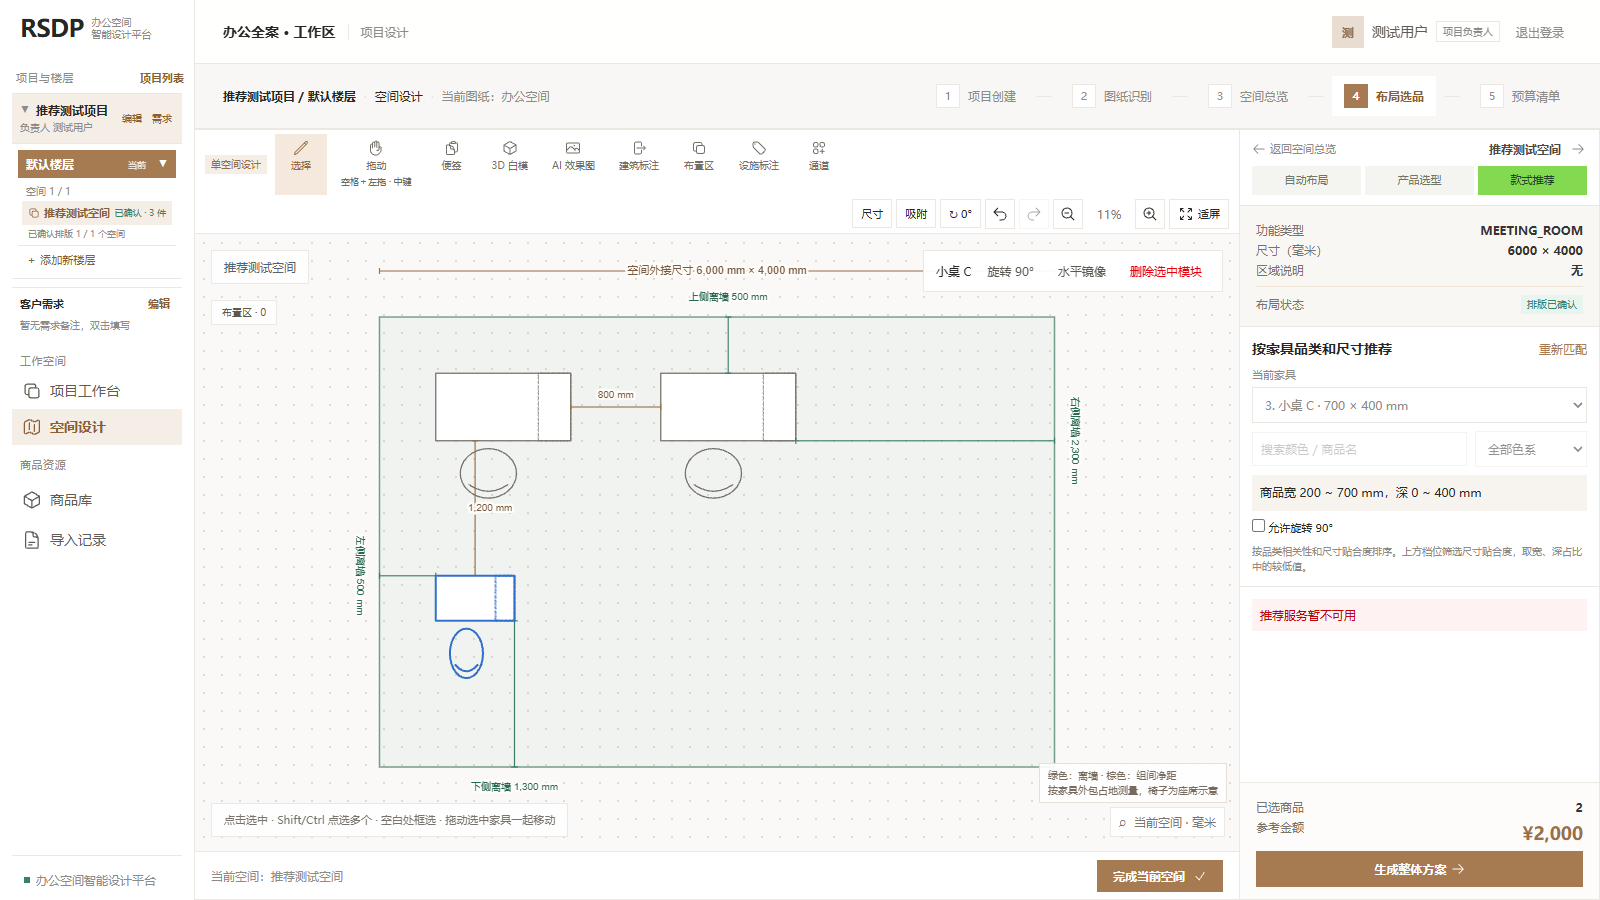 RSDP 办公空间
智能设计平台
项目与楼层 项目列表
▼ 推荐测试项目 编辑 需求
负责人 测试用户
默认楼层 当前 ▼
空间 1 / 1
推荐测试空间 已确认 · 3 件
已确认排版 1 / 1 个空间
+ 添加新楼层
客户需求 编辑
暂无需求备注，双击填写
工作空间
项目工作台
空间设计
商品资源
商品库
导入记录
办公空间智能设计平台
办公全案 • 工作区 项目设计
测 测试用户 项目负责人 退出登录
推荐测试项目 / 默认楼层 · 空间设计 · 当前图纸：办公空间
1 项目创建
2 图纸识别
3 空间总览
4 布局选品
5 预算清单
单空间设计
选择
拖动
空格 + 左拖 · 中键
便签
3D 白模
AI 效果图
建筑标注
布置区
设施标注
通道
尺寸 吸附 ↻ 0° 11% 适屏
推荐测试空间
布置区 · 0
空间外接尺寸 6,000 mm × 4,000 mm
小桌 C 旋转 90° 水平镜像 删除选中模块
上侧离墙 500 mm
800 mm
右侧离墙 2,300 mm
1,200 mm
左侧离墙 500 mm
下侧离墙 1,300 mm
绿色：离墙 · 棕色：组间净距
按家具外包占地测量，椅子为座席示意
点击选中 · Shift/Ctrl 点选多个 · 空白处框选 · 拖动选中家具一起移动
当前空间 · 毫米
当前空间：推荐测试空间
完成当前空间 ✓
← 返回空间总览 推荐测试空间 →
自动布局 产品选型 款式推荐
功能类型 MEETING_ROOM
尺寸（毫米） 6000 × 4000
区域说明 无
布局状态 排版已确认
按家具品类和尺寸推荐 重新匹配
当前家具
3. 小桌 C · 700 × 400 mm
搜索颜色 / 商品名 全部色系
商品宽 200 ~ 700 mm，深 0 ~ 400 mm
允许旋转 90°
按品类相关性和尺寸贴合度排序。上方档位筛选尺寸贴合度，取宽、深占比
中的较低值。
推荐服务暂不可用
已选商品 2
参考金额 ¥2,000
生成整体方案 →